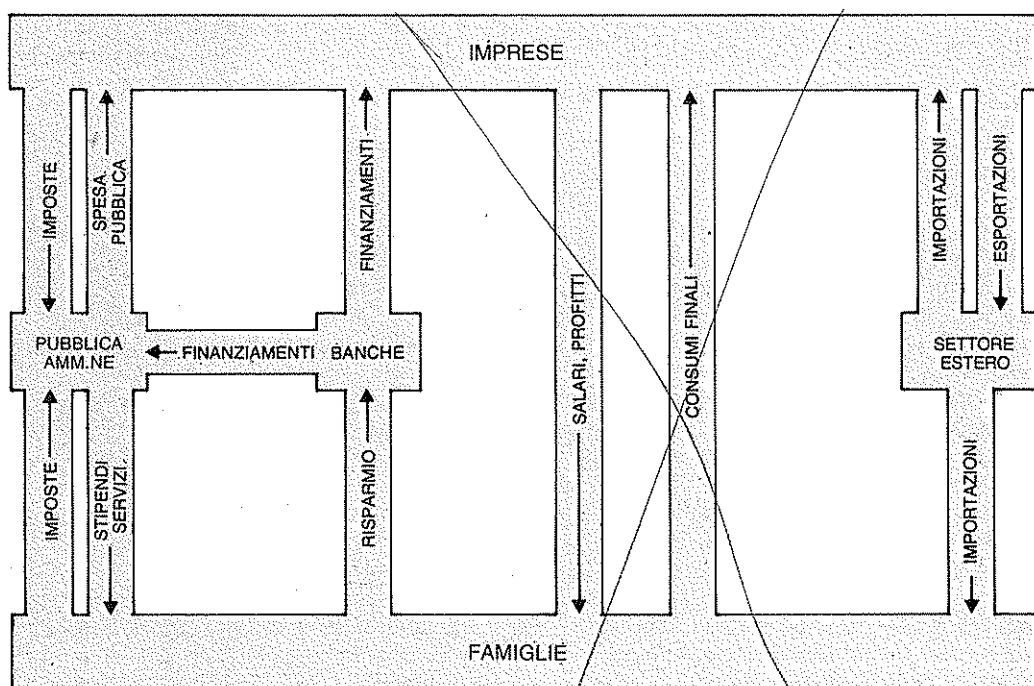 IMPRESE
IMPOSTE
SPESA
PUBBLICA
FINANZIAMENTI
SALARI, PROFITTI
CONSUMI FINALI
IMPORTAZIONI
ESPORTAZIONI
PUBBLICA
AMM.NE
FINANZIAMENTI
BANCHE
SETTORE
ESTERO
IMPOSTE
STIPENDI
SERVIZI
RISPARMIO
IMPORTAZIONI
FAMIGLIE